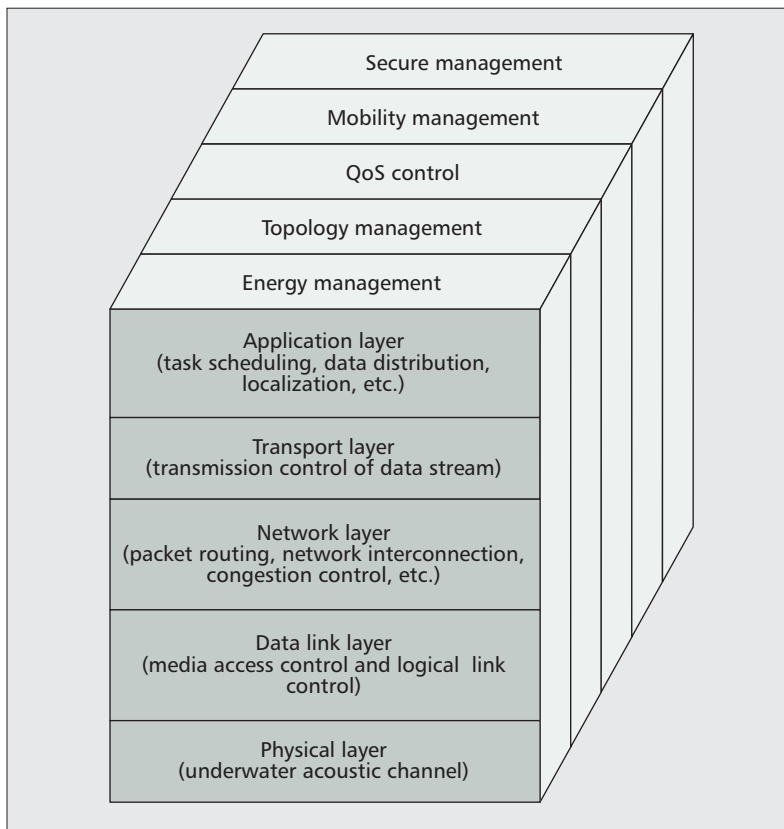 Secure management
Mobility management
QoS control
Topology management
Energy management
Application layer
(task scheduling, data distribution,
localization, etc.)
Transport layer
(transmission control of data stream)
Network layer
(packet routing, network interconnection,
congestion control, etc.)
Data link layer
(media access control and logical link
control)
Physical layer
(underwater acoustic channel)